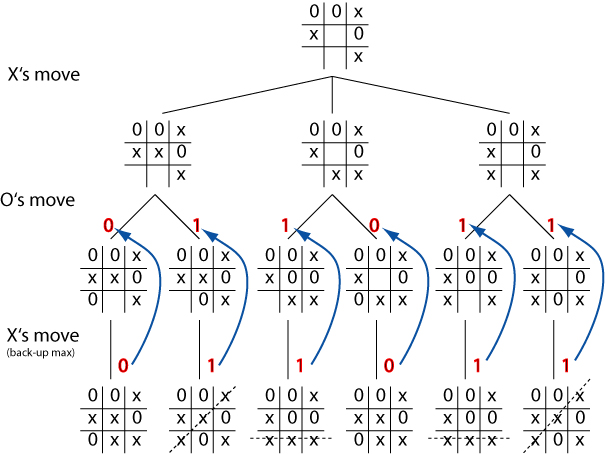 0 0 x
x 0
x
X's move
0 0 x 0 0 x 0 0 x
x x 0 x 0 x 0
x x x x x
O's move
0 1 1 0 1 1
0 0 x 0 0 x 0 0 x 0 0 x 0 0 x 0 0 x
x x 0 x x 0 x 0 0 x 0 x 0 0 x 0
0 x 0 x x x 0 x x x x x 0 x
X's move
(back-up max)
0 1 1 0 1 1
0 0 x 0 0 x 0 0 x 0 0 x 0 0 x 0 0 x
x x 0 x x 0 x 0 0 x x 0 x 0 0 x x 0
0 x x x 0 x x x x 0 x x x x x x 0 x